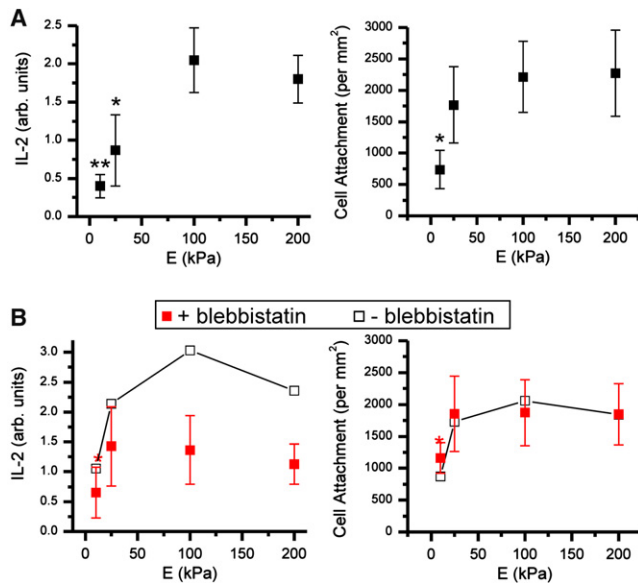 A
IL-2 (arb. units)
2.5
2.0
1.5
1.0
0.5
0.0
**
*
0 50 100 150 200
E (kPa)
Cell Attachment (per mm²)
3000
2500
2000
1500
1000
500
0
*
0 50 100 150 200
E (kPa)
B
+ blebbistatin - blebbistatin
IL-2 (arb. units)
3.0
2.5
2.0
1.5
1.0
0.5
0.0
*
0 50 100 150 200
E (kPa)
Cell Attachment (per mm²)
3000
2500
2000
1500
1000
500
0
*
0 50 100 150 200
E (kPa)